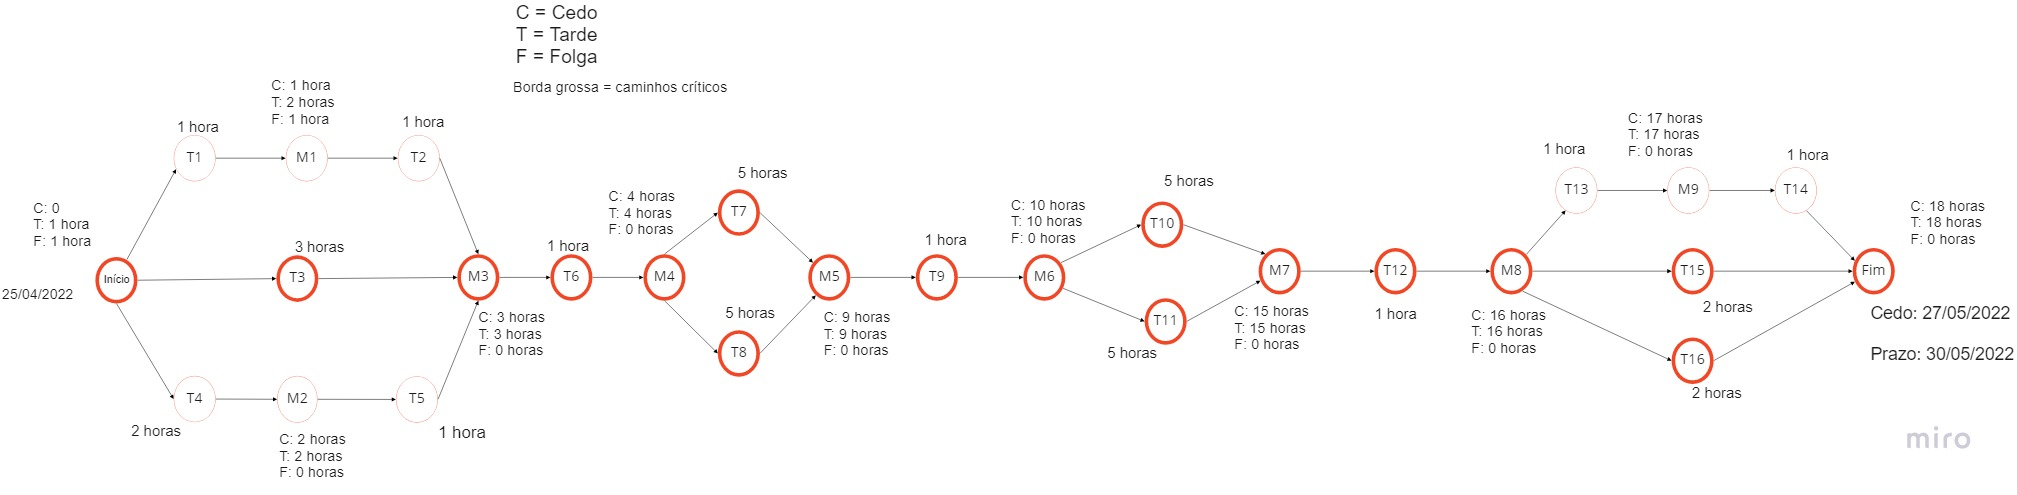 C = Cedo
T = Tarde
F = Folga
Borda grossa = caminhos críticos
C: 0
T: 1 hora
F: 1 hora
Início
25/04/2022
1 hora
T1
C: 1 hora
T: 2 horas
F: 1 hora
M1
1 hora
T2
3 horas
T3
2 horas
T4
M2
C: 2 horas
T: 2 horas
F: 0 horas
T5
1 hora
M3
C: 3 horas
T: 3 horas
F: 0 horas
1 hora
T6
C: 4 horas
T: 4 horas
F: 0 horas
M4
5 horas
T7
5 horas
T8
M5
C: 9 horas
T: 9 horas
F: 0 horas
1 hora
T9
C: 10 horas
T: 10 horas
F: 0 horas
M6
5 horas
T10
T11
5 horas
M7
C: 15 horas
T: 15 horas
F: 0 horas
T12
1 hora
M8
C: 16 horas
T: 16 horas
F: 0 horas
1 hora
T13
C: 17 horas
T: 17 horas
F: 0 horas
M9
1 hora
T14
T15
2 horas
T16
2 horas
C: 18 horas
T: 18 horas
F: 0 horas
Fim
Cedo: 27/05/2022
Prazo: 30/05/2022
miro